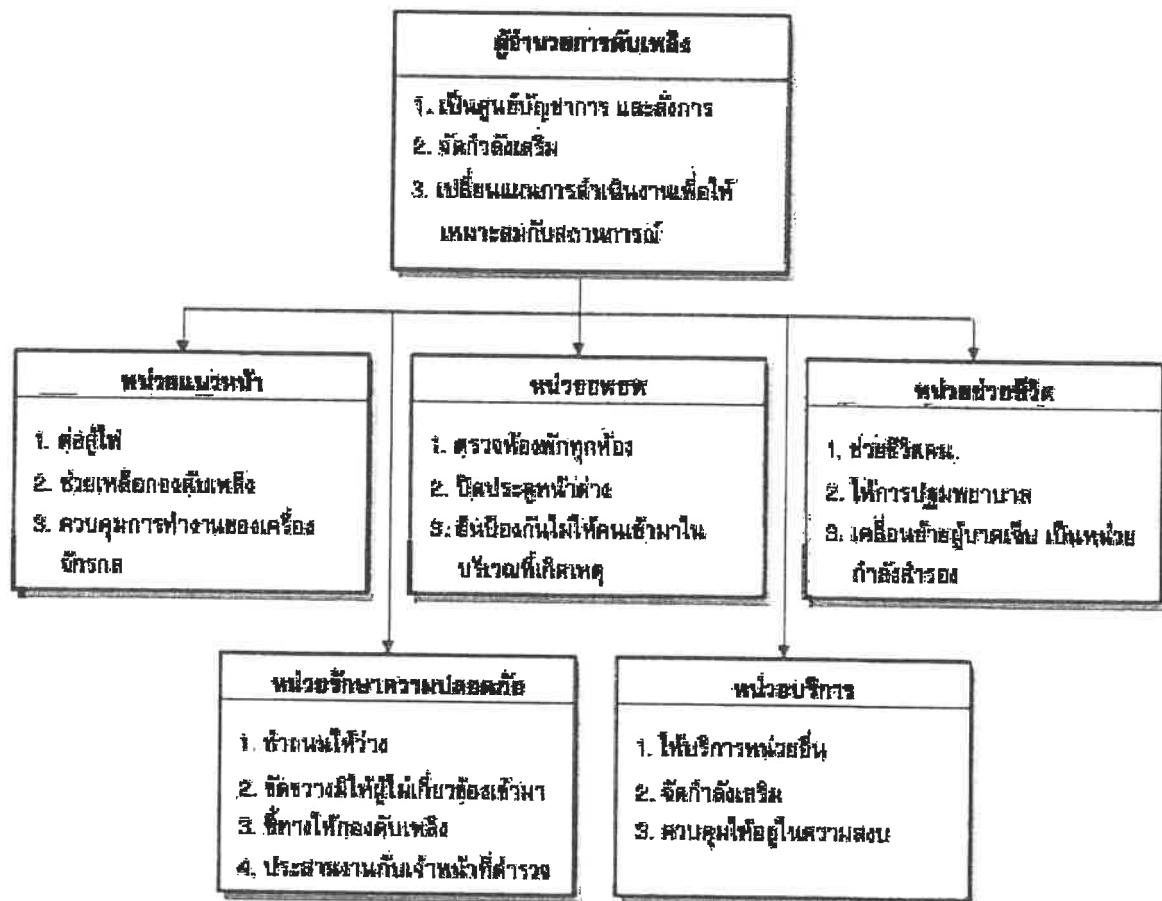 ผู้อำนวยการดับเพลิง
1. เป็นศูนย์บัญชาการ และสั่งการ
2. จัดกำลังเสริม
3. เปลี่ยนแผนการดำเนินงานเพื่อให้
เหมาะสมกับสถานการณ์
หน่วยแนวหน้า
1. ต่อสู้ไฟ
2. ช่วยเหลือกองดับเพลิง
3. ควบคุมการทำงานของเครื่อง
จักรกล
หน่วยอพยพ
1. ตรวจห้องพักทุกห้อง
2. ปิดประตูหน้าต่าง
3. ยืนป้องกันไม่ให้คนเข้ามาใน
บริเวณที่เกิดเหตุ
หน่วยช่วยชีวิต
1. ช่วยชีวิตคน
2. ให้การปฐมพยาบาล
3. เคลื่อนย้ายผู้บาดเจ็บ เป็นหน่วย
กำลังสำรอง
หน่วยรักษาความปลอดภัย
1. ทำถนนให้ว่าง
2. ขัดขวางมิให้ผู้ไม่เกี่ยวข้องเข้ามา
3. ชี้ทางให้กองดับเพลิง
4. ประสานงานกับเจ้าหน้าที่ตำรวจ
หน่วยบริการ
1. ให้บริการหน่วยอื่น
2. จัดกำลังเสริม
3. ควบคุมให้อยู่ในความสงบ